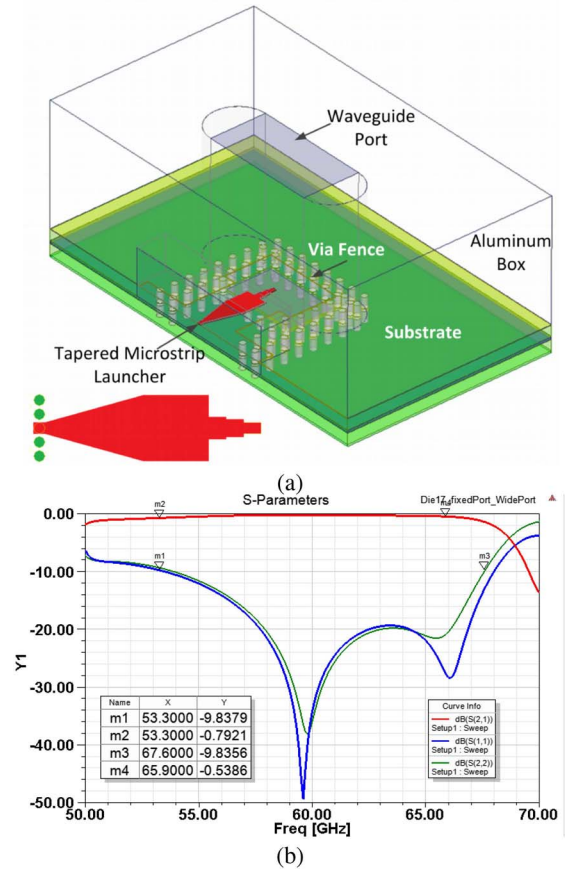 Waveguide
Port
Via Fence
Aluminum
Box
Substrate
Tapered Microstrip
Launcher
(a)
S-Parameters
Die17_fixedPort_WidePort
0.00
-10.00
-20.00
-30.00
-40.00
-50.00
Y1
m2
m4
m1
m3
Name X Y
m1 53.3000 -9.8379
m2 53.3000 -0.7921
m3 67.6000 -9.8356
m4 65.9000 -0.5386
Curve Info
dB(S(2,1))
Setup1 : Sweep
dB(S(1,1))
Setup1 : Sweep
dB(S(2,2))
Setup1 : Sweep
50.00 55.00 60.00 65.00 70.00
Freq [GHz]
(b)